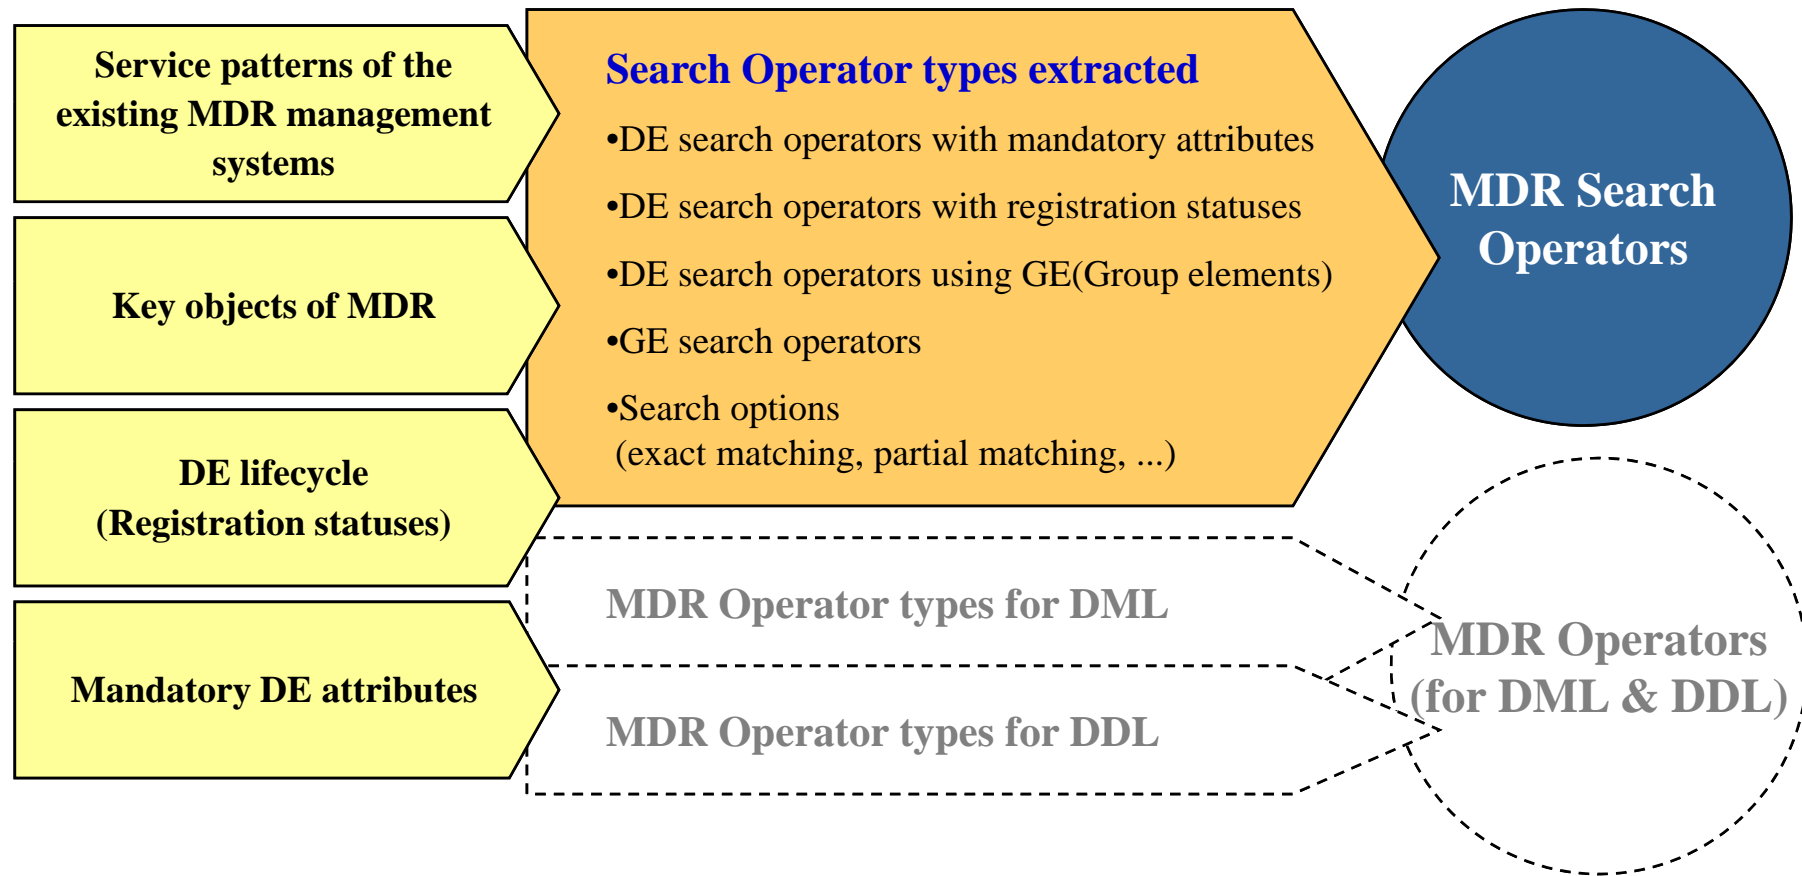 Service patterns of the
existing MDR management
systems
Key objects of MDR
DE lifecycle
(Registration statuses)
Mandatory DE attributes
Search Operator types extracted
•DE search operators with mandatory attributes
•DE search operators with registration statuses
•DE search operators using GE(Group elements)
•GE search operators
•Search options
(exact matching, partial matching, ...)
MDR Operator types for DML
MDR Operator types for DDL
MDR Search
Operators
MDR Operators
(for DML & DDL)